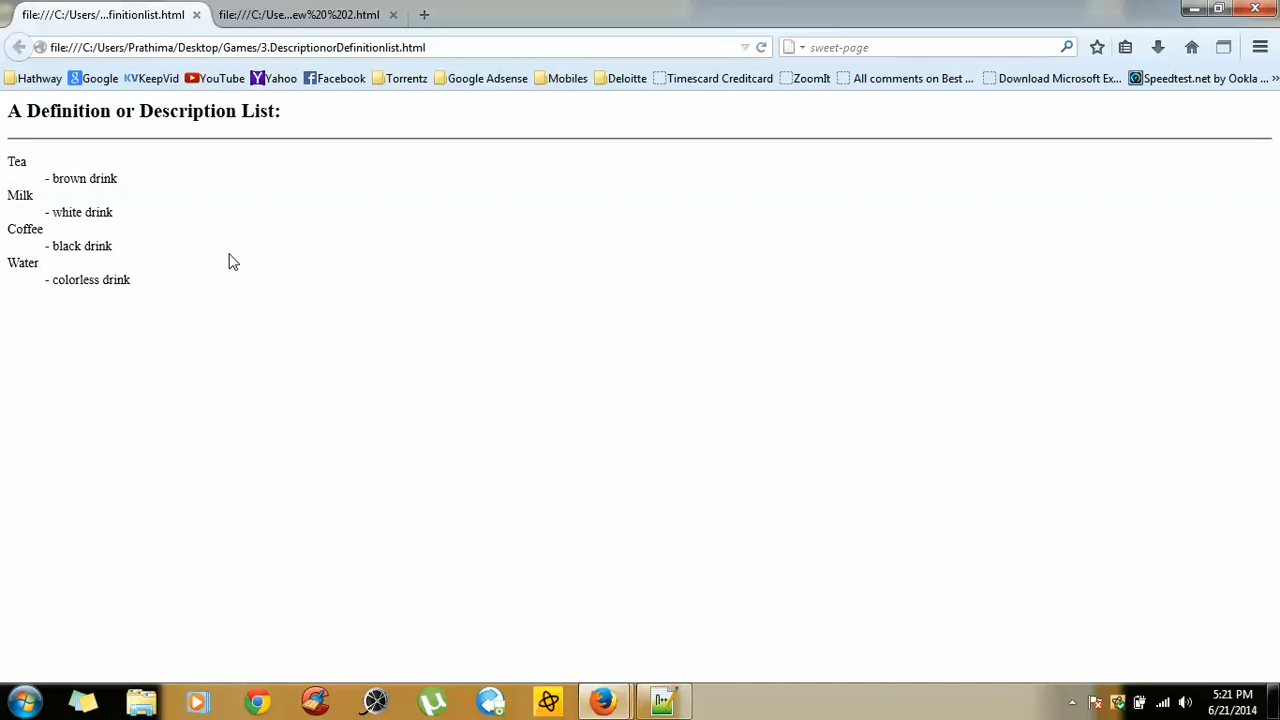 file:///C:/Users/...finitionlist.html
file:///C:/Use...ew%20%202.html
file:///C:/Users/Prathima/Desktop/Games/3.DescriptionorDefinitionlist.html
sweet-page
Hathway
Google
KVKeepVid
YouTube
Yahoo
Facebook
Torrentz
Google Adsense
Mobiles
Deloitte
Timescard Creditcard
ZoomIt
All comments on Best ...
Download Microsoft Ex...
Speedtest.net by Ookla ...
A Definition or Description List:
Tea
- brown drink
Milk
- white drink
Coffee
- black drink
Water
- colorless drink
5:21 PM
6/21/2014